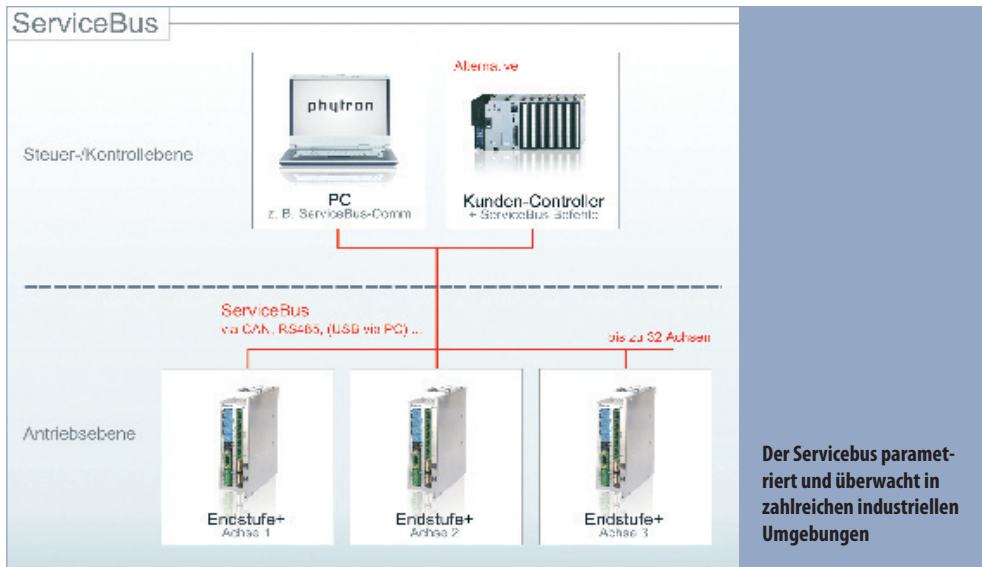 ServiceBus
Alternative
phytron
Steuer-/Kontrollebene
PC
z. B. ServiceBus-Comm
Kunden-Controller
+ ServiceBus Befehle
ServiceBus
via CAN, RS485, (USB via PC) ...
bis zu 32 Achsen
Antriebsebene
Endstufe+
Achse 1
Endstufe+
Achse 2
Endstufe+
Achse 3
Der Servicebus paramet-
riert und überwacht in
zahlreichen industriellen
Umgebungen